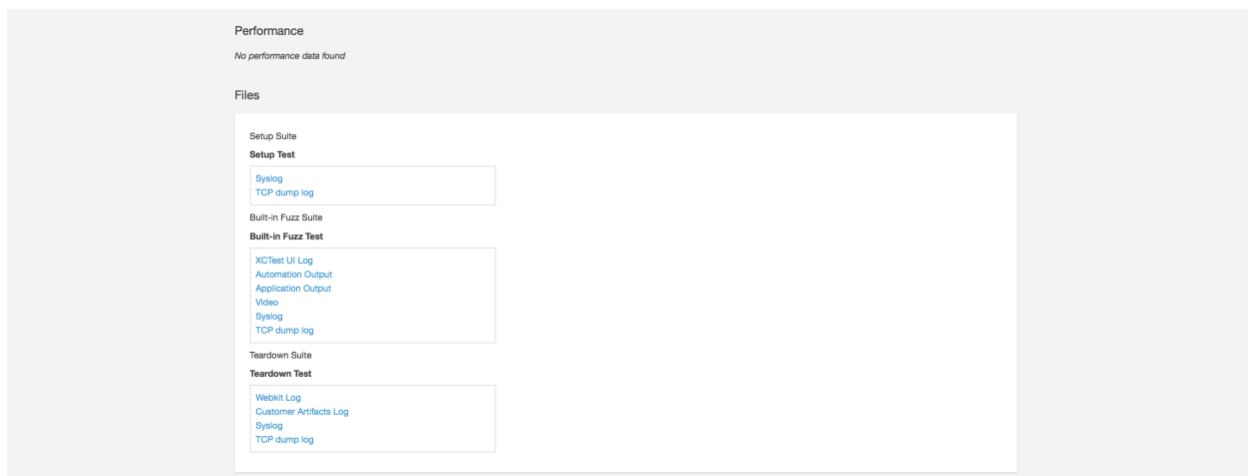 Performance
No performance data found
Files
Setup Suite
Setup Test
Syslog
TCP dump log
Built-in Fuzz Suite
Built-in Fuzz Test
XCTest UI Log
Automation Output
Application Output
Video
Syslog
TCP dump log
Teardown Suite
Teardown Test
Webkit Log
Customer Artifacts Log
Syslog
TCP dump log